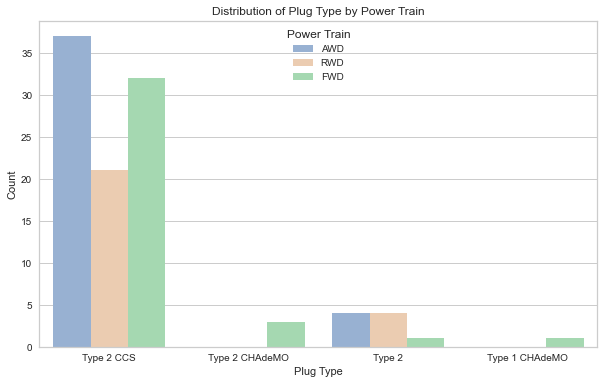 Distribution of Plug Type by Power Train
Power Train
AWD
RWD
FWD
Count
35
30
25
20
15
10
5
0
Type 2 CCS
Type 2 CHAdeMO
Type 2
Type 1 CHAdeMO
Plug Type